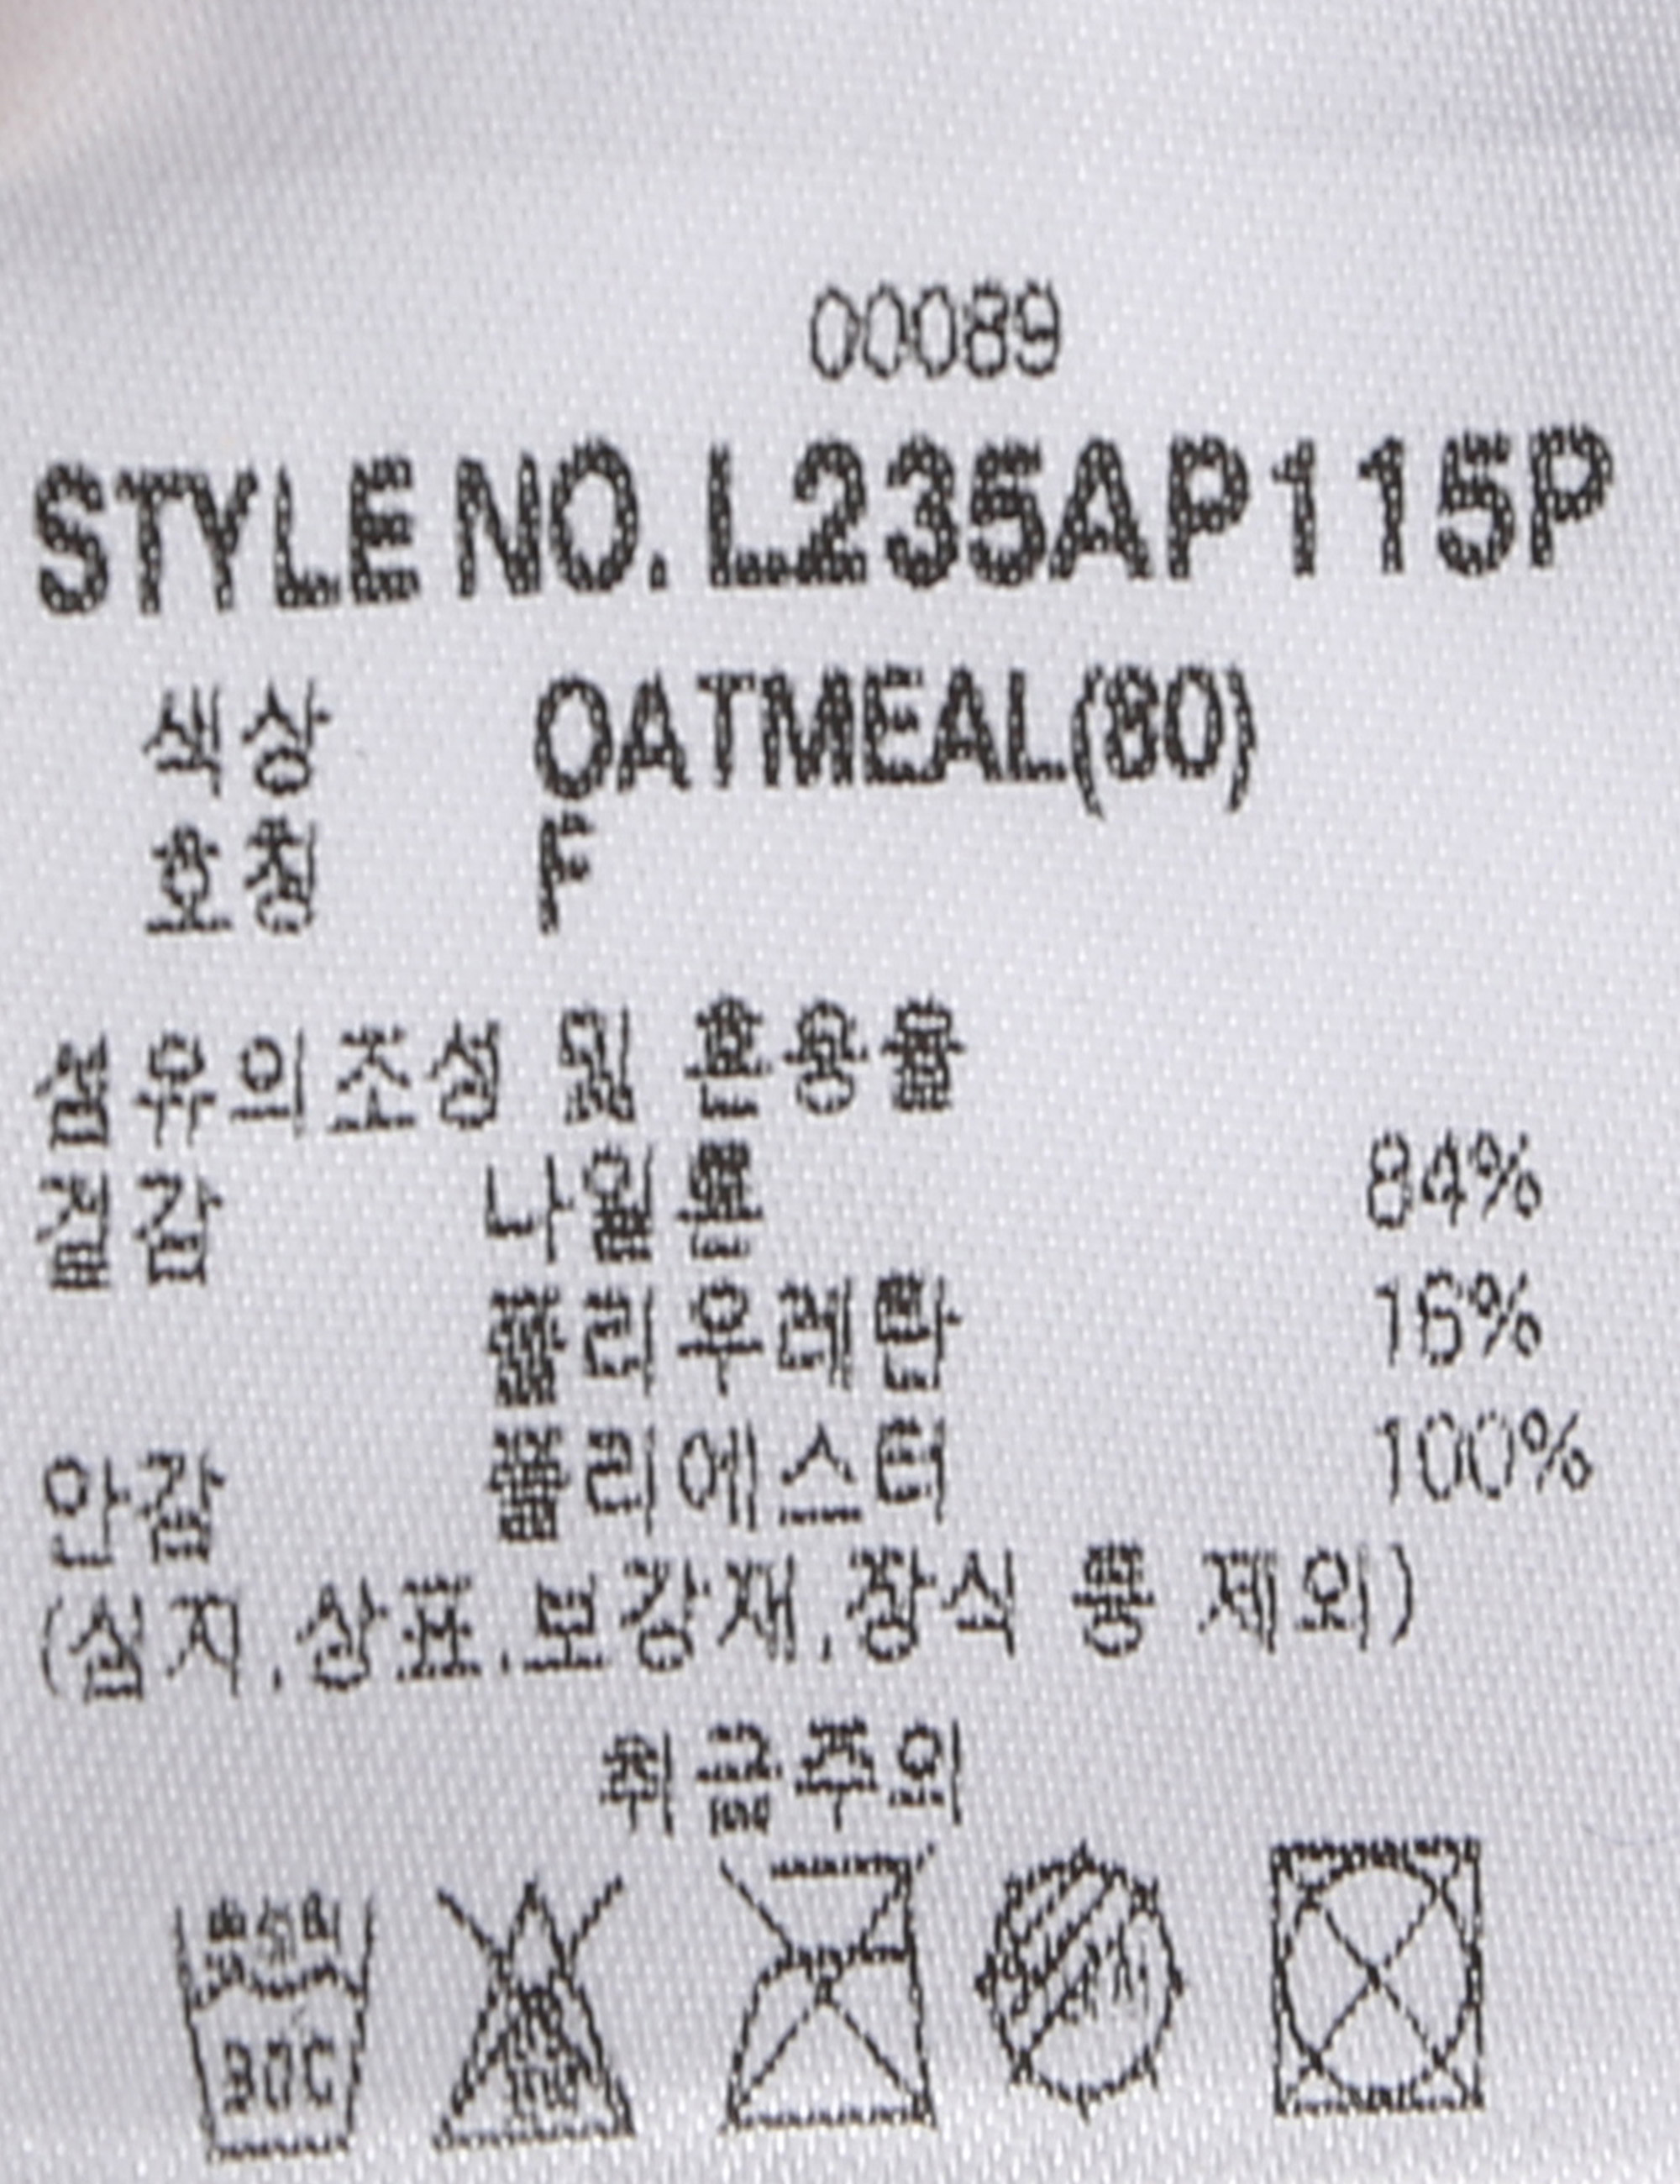 00089
STYLE NO. L235AP115P
색상 OATMEAL(80)
호칭 F
섬유의조성 및 혼용율
겉감 나일론 84%
폴리우레탄 16%
안감 폴리에스터 100%
(심지.상표.보강재.장식 등 제외)
취급주의
30C